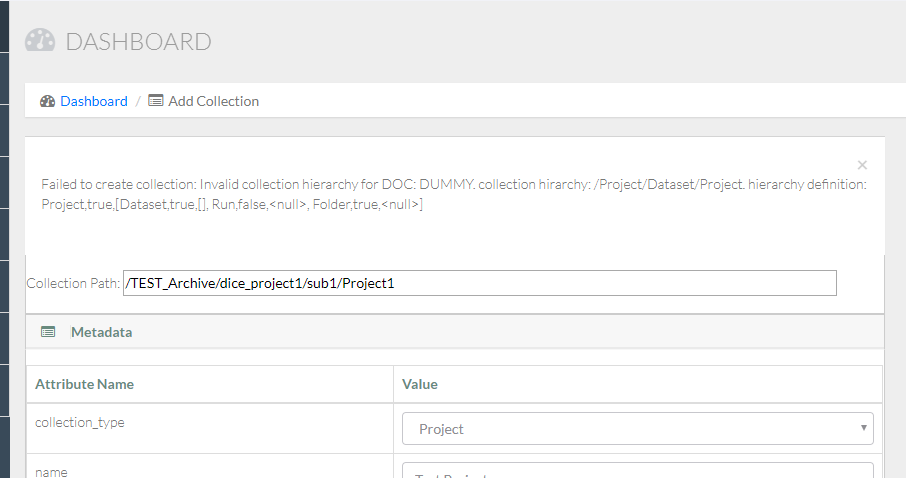 DASHBOARD
Dashboard / Add Collection
×
Failed to create collection: Invalid collection hierarchy for DOC: DUMMY. collection hirarchy: /Project/Dataset/Project. hierarchy definition:
Project,true,[Dataset,true,[], Run,false,<null>, Folder,true,<null>]
Collection Path: /TEST_Archive/dice_project1/sub1/Project1
Metadata
Attribute Name Value
collection_type Project
name